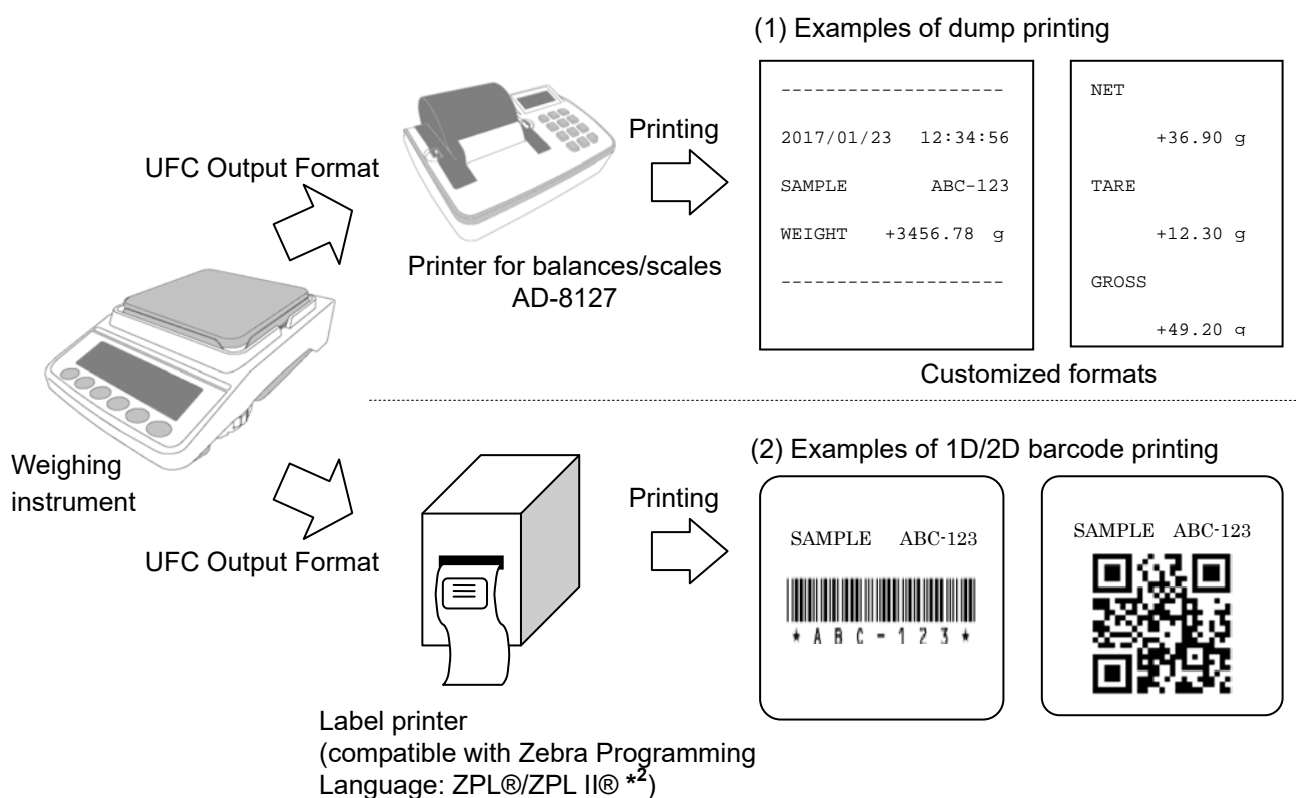 (1) Examples of dump printing
--------------------
2017/01/23 12:34:56
SAMPLE ABC-123
WEIGHT +3456.78 g
--------------------
NET
+36.90 g
TARE
+12.30 g
GROSS
+49.20 g
Customized formats
UFC Output Format
Printing
Printer for balances/scales
AD-8127
Weighing
instrument
UFC Output Format
Printing
Label printer
(compatible with Zebra Programming
Language: ZPL®/ZPL II® *2)
(2) Examples of 1D/2D barcode printing
SAMPLE ABC-123
* A B C - 1 2 3 *
SAMPLE ABC-123